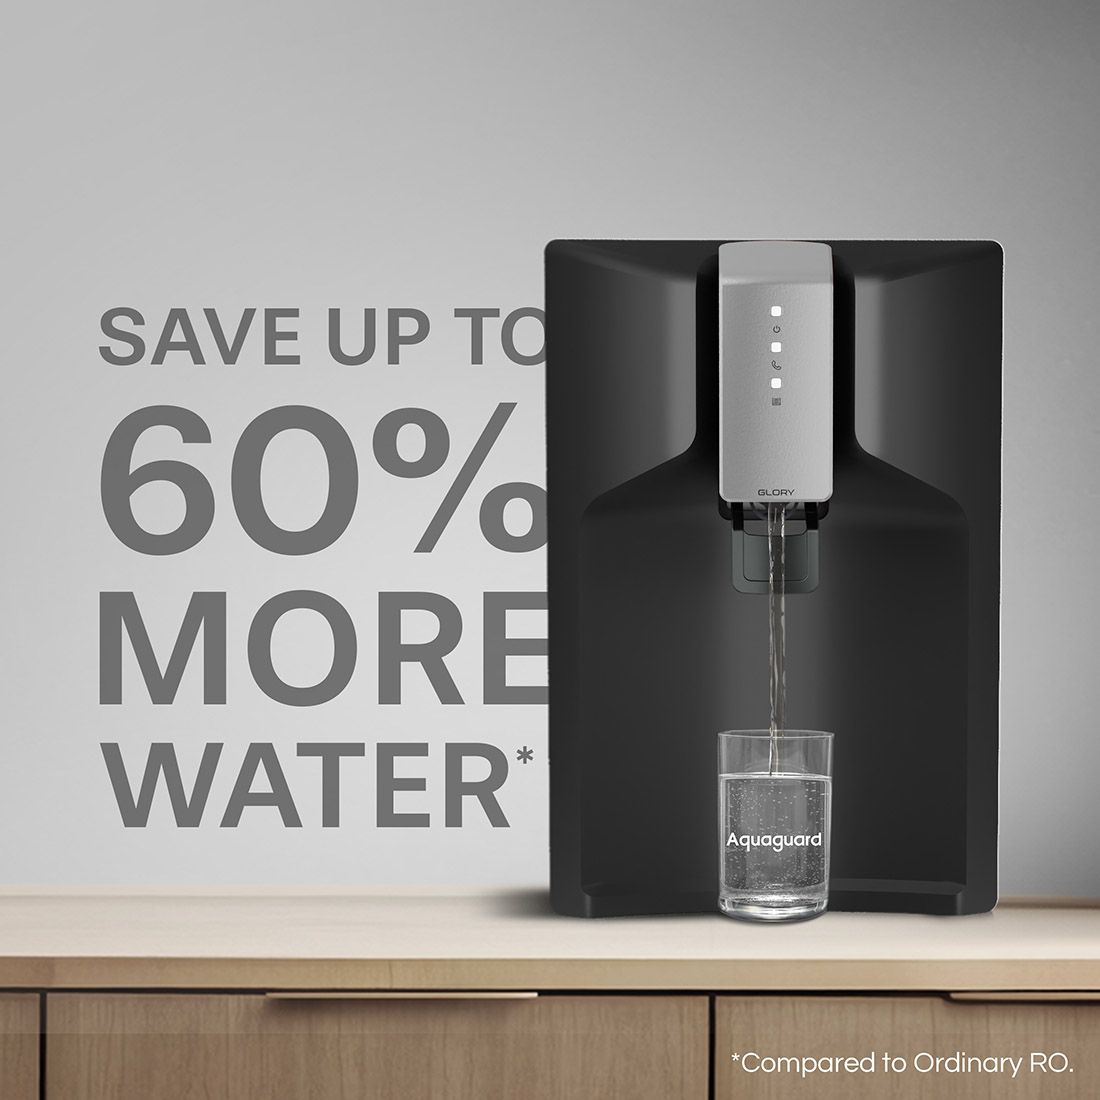 SAVE UP TO
60%
MORE
WATER*
GLORY
Aquaguard
*Compared to Ordinary RO.